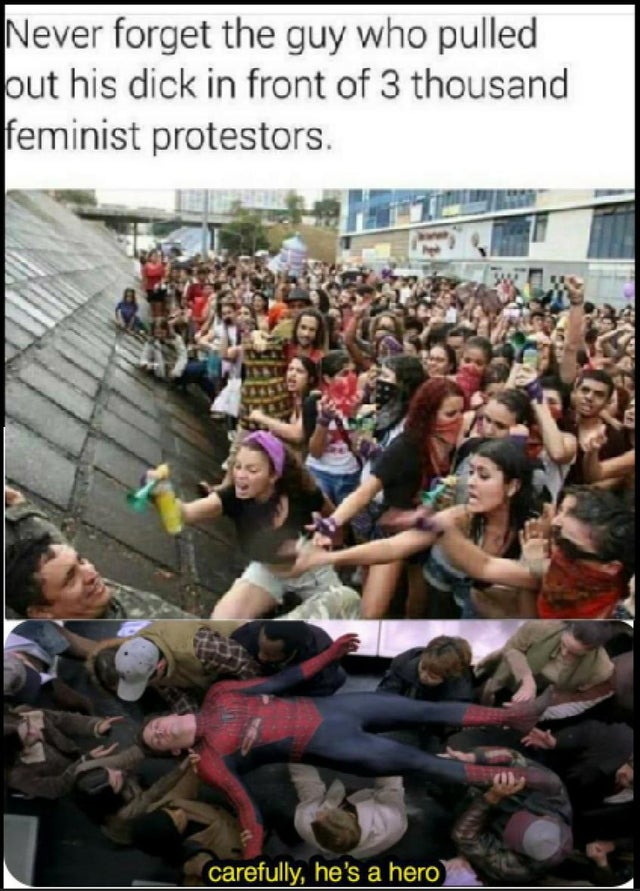 Never forget the guy who pulled
out his dick in front of 3 thousand
feminist protestors.
carefully, he's a hero